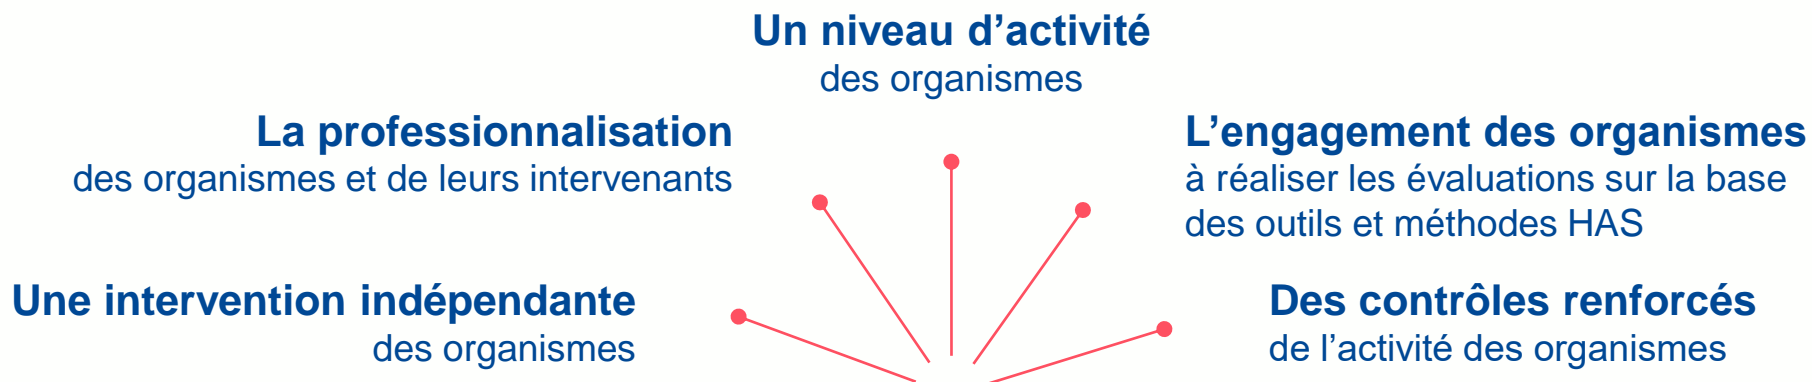 Un niveau d’activité
des organismes
La professionnalisation
des organismes et de leurs intervenants
L’engagement des organismes
à réaliser les évaluations sur la base
des outils et méthodes HAS
Une intervention indépendante
des organismes
Des contrôles renforcés
de l’activité des organismes